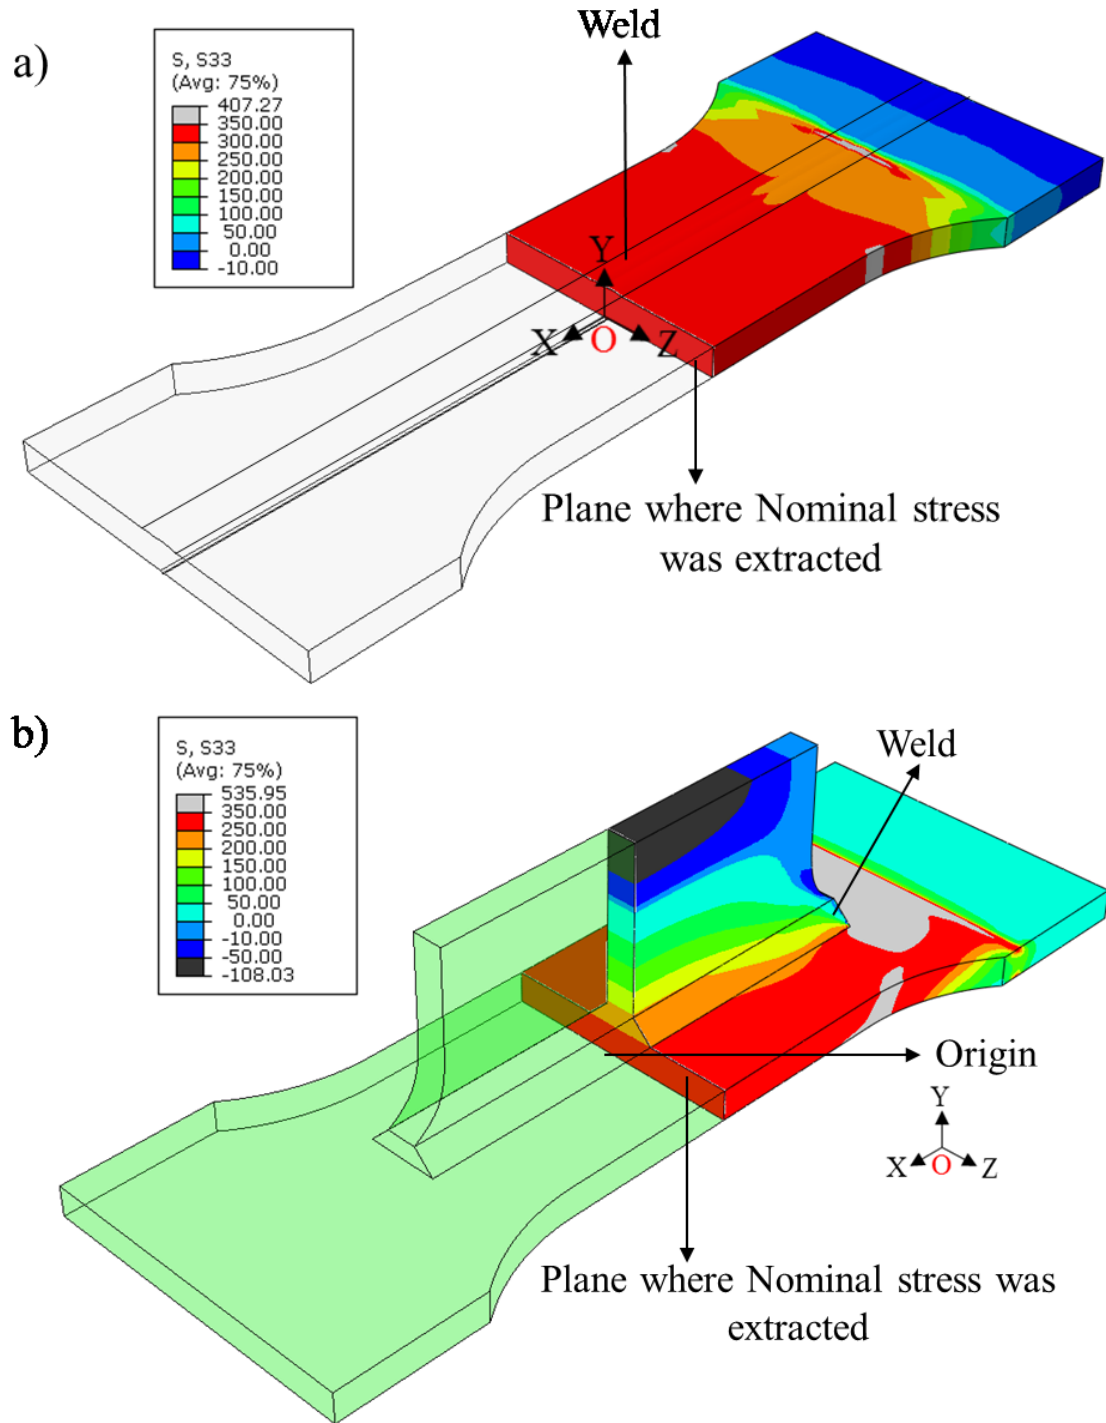 a)
Weld
S, S33
(Avg: 75%)
407.27
350.00
300.00
250.00
200.00
150.00
100.00
50.00
0.00
-10.00
Y
X
O
Z
Plane where Nominal stress
was extracted
b)
S, S33
(Avg: 75%)
535.95
350.00
250.00
200.00
150.00
100.00
50.00
0.00
-10.00
-50.00
-108.03
Weld
Origin
Y
X
O
Z
Plane where Nominal stress was
extracted